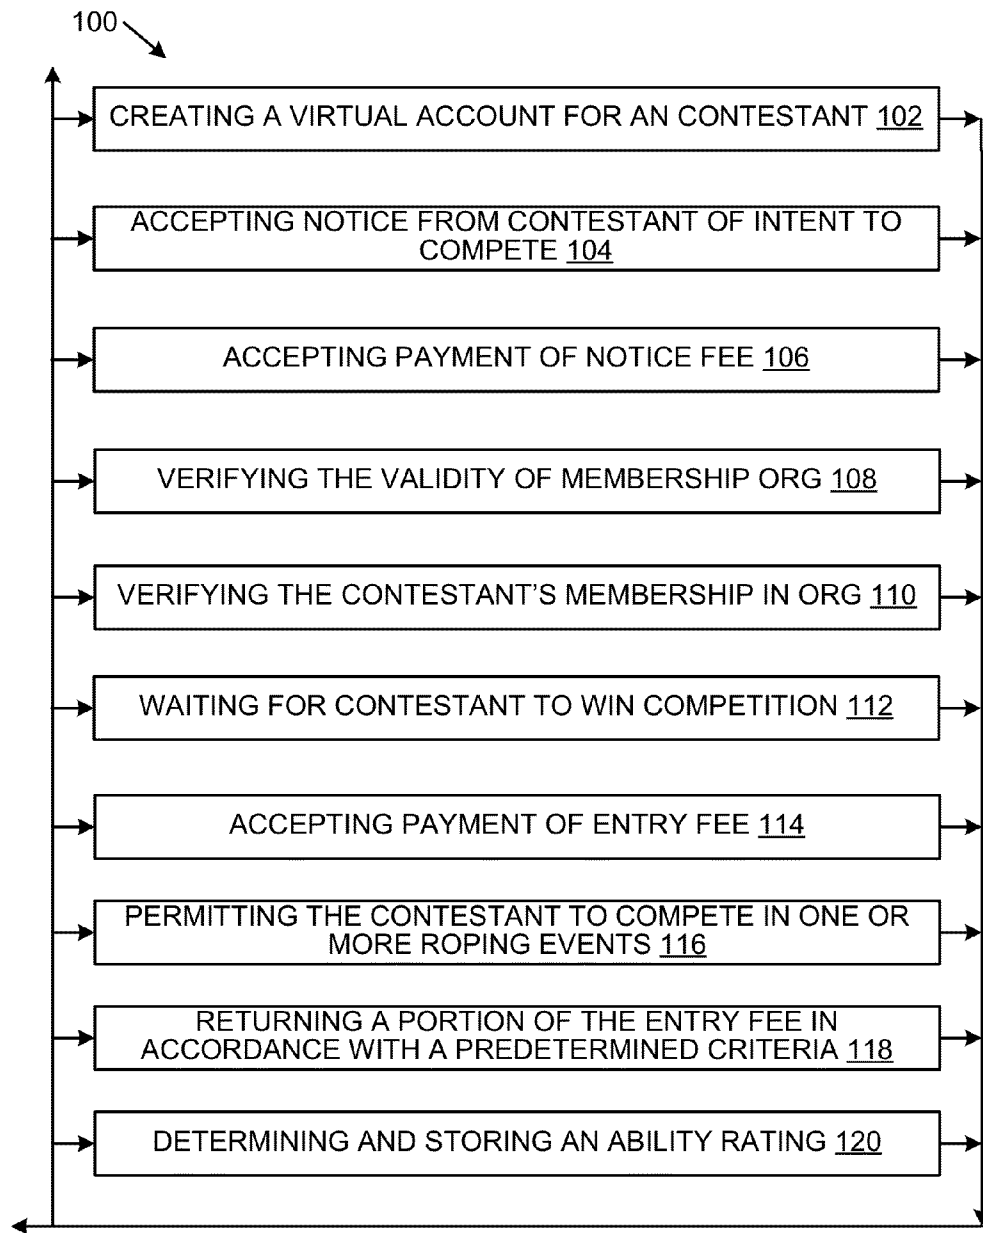 100
CREATING A VIRTUAL ACCOUNT FOR AN CONTESTANT 102
ACCEPTING NOTICE FROM CONTESTANT OF INTENT TO
COMPETE 104
ACCEPTING PAYMENT OF NOTICE FEE 106
VERIFYING THE VALIDITY OF MEMBERSHIP ORG 108
VERIFYING THE CONTESTANT'S MEMBERSHIP IN ORG 110
WAITING FOR CONTESTANT TO WIN COMPETITION 112
ACCEPTING PAYMENT OF ENTRY FEE 114
PERMITTING THE CONTESTANT TO COMPETE IN ONE OR
MORE ROPING EVENTS 116
RETURNING A PORTION OF THE ENTRY FEE IN
ACCORDANCE WITH A PREDETERMINED CRITERIA 118
DETERMINING AND STORING AN ABILITY RATING 120